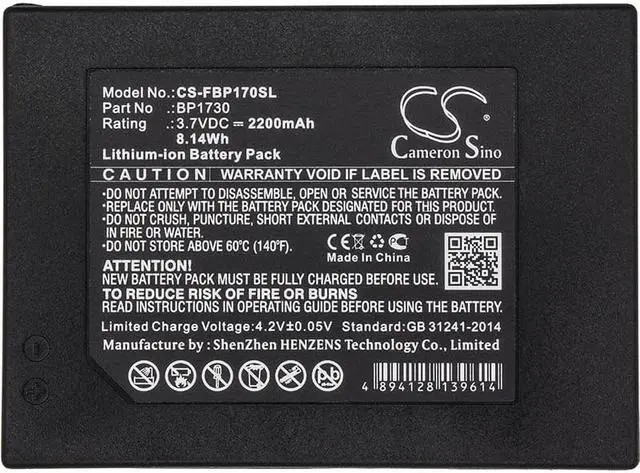 Model No.:CS-FBP170SL
Part No :BP1730
Rating :3.7VDC ⎓ 2200mAh
8.14Wh
Lithium-ion Battery Pack
CS
Cameron Sino
CAUTION WARRANTY VOID IF LABEL IS REMOVED
•DO NOT ATTEMPT TO DISASSEMBLE, OPEN OR SERVICE THE BATTERY PACK.
•REPLACE ONLY WITH THE BATTERY PACK DESIGNATED FOR THIS PRODUCT.
•DO NOT CRUSH, PUNCTURE, SHORT EXTERNAL CONTACTS OR DISPOSE OF
IN FIRE OR WATER.
•DO NOT STORE ABOVE 60°C (140°F).
CE
Made In China
ATTENTION!
NEW BATTERY PACK MUST BE FULLY CHARGED BEFORE USE
TO REDUCE RISK OF FIRE OR BURNS
READ INSTRUCTIONS IN OPERATING MANUAL BEFORE USE.
Limited Charge Voltage:4.2V±0.05V Standard:GB 31241-2014
Manufacture by : ShenZhen HENZENS Technology Co., Limited
Pb
4 894128 139614